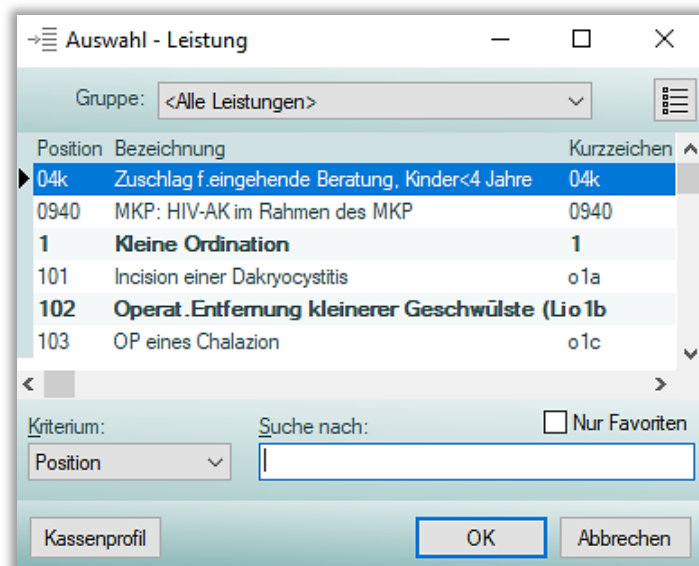 Auswahl - Leistung
Gruppe: <Alle Leistungen>
Position Bezeichnung Kurzzeichen
04k Zuschlag f.eingehende Beratung, Kinder<4 Jahre 04k
0940 MKP: HIV-AK im Rahmen des MKP 0940
1 Kleine Ordination 1
101 Incision einer Dakryocystitis o1a
102 Operat.Entfernung kleinerer Geschwülste (Li o1b
103 OP eines Chalazion o1c
Kriterium: Suche nach: Nur Favoriten
Position
Kassenprofil OK Abbrechen